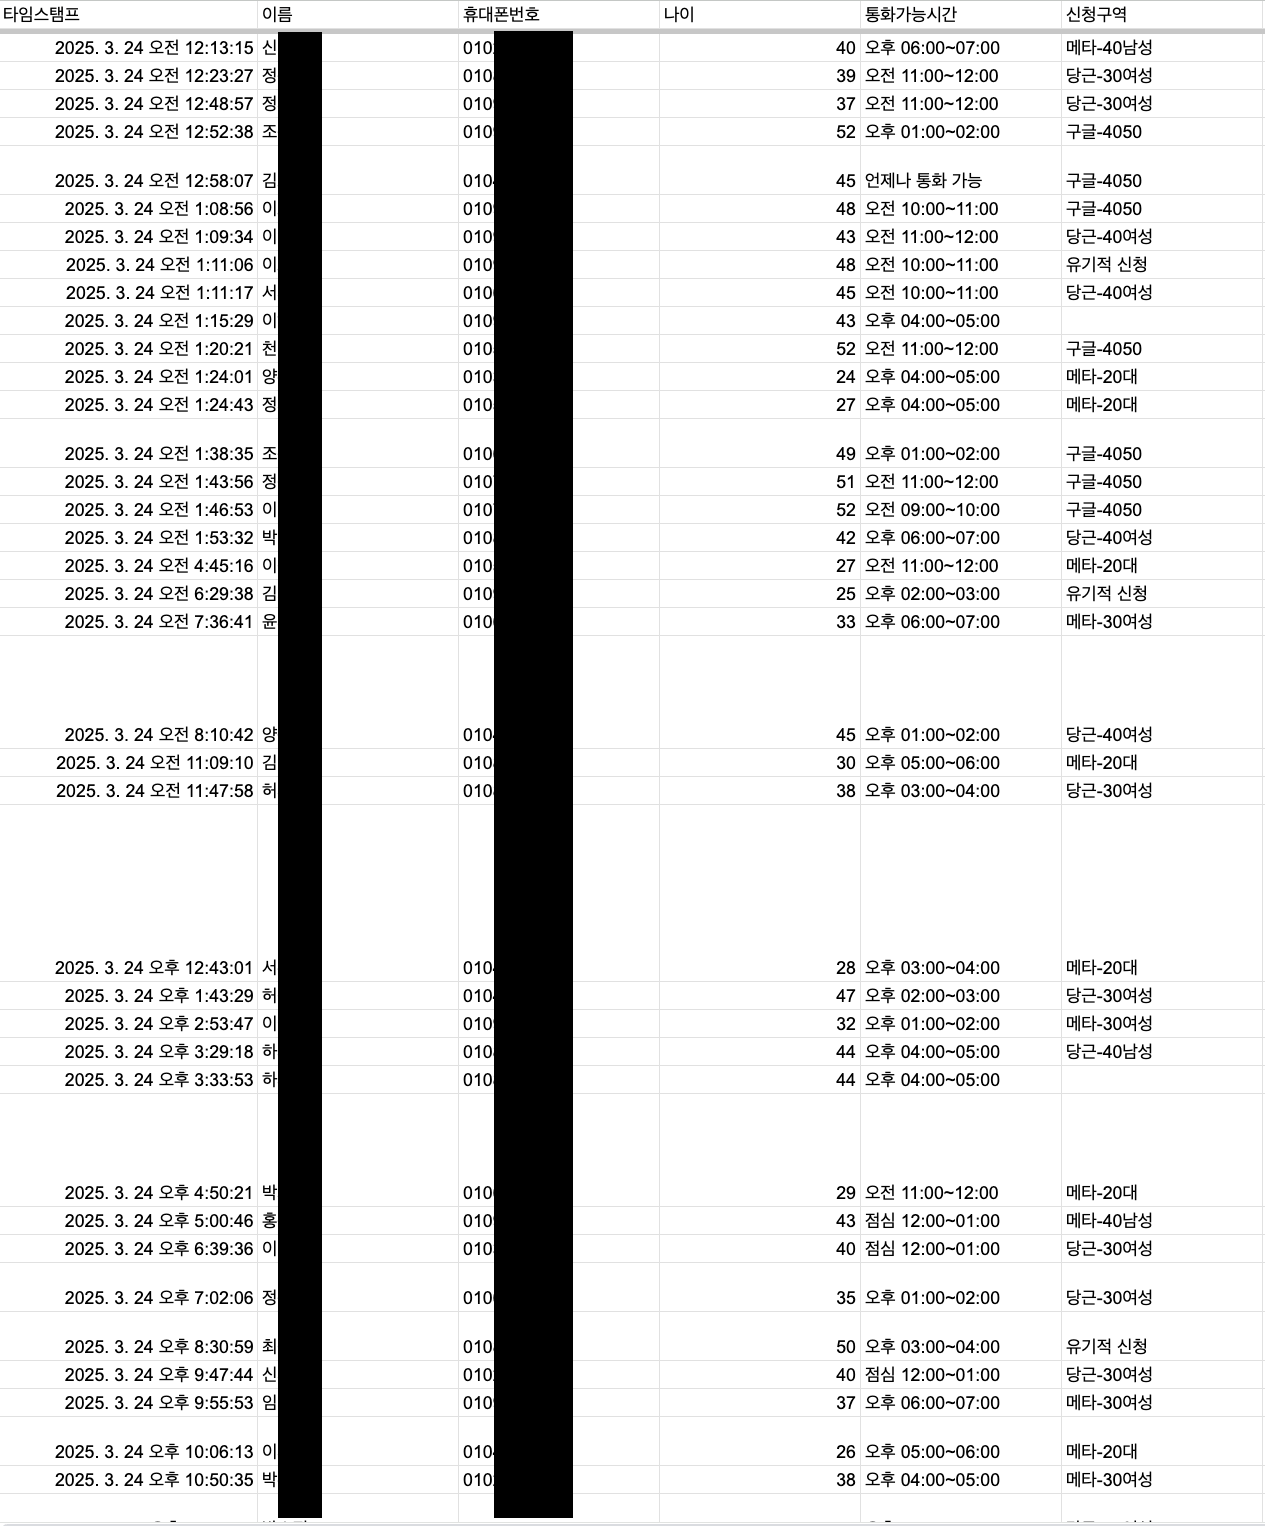 타임스탬프 이름 휴대폰번호 나이 통화가능시간 신청구역
2025. 3. 24 오전 12:13:15 신 010 40 오후 06:00~07:00 메타-40남성
2025. 3. 24 오전 12:23:27 정 010 39 오전 11:00~12:00 당근-30여성
2025. 3. 24 오전 12:48:57 정 010 37 오전 11:00~12:00 당근-30여성
2025. 3. 24 오전 12:52:38 조 010 52 오후 01:00~02:00 구글-4050
2025. 3. 24 오전 12:58:07 김 010 45 언제나 통화 가능 구글-4050
2025. 3. 24 오전 1:08:56 이 010 48 오전 10:00~11:00 구글-4050
2025. 3. 24 오전 1:09:34 이 010 43 오전 11:00~12:00 당근-40여성
2025. 3. 24 오전 1:11:06 이 010 48 오전 10:00~11:00 유기적 신청
2025. 3. 24 오전 1:11:17 서 010 45 오전 10:00~11:00 당근-40여성
2025. 3. 24 오전 1:15:29 이 010 43 오후 04:00~05:00
2025. 3. 24 오전 1:20:21 천 010 52 오전 11:00~12:00 구글-4050
2025. 3. 24 오전 1:24:01 양 010 24 오후 04:00~05:00 메타-20대
2025. 3. 24 오전 1:24:43 정 010 27 오후 04:00~05:00 메타-20대
2025. 3. 24 오전 1:38:35 조 010 49 오후 01:00~02:00 구글-4050
2025. 3. 24 오전 1:43:56 정 010 51 오전 11:00~12:00 구글-4050
2025. 3. 24 오전 1:46:53 이 010 52 오전 09:00~10:00 구글-4050
2025. 3. 24 오전 1:53:32 박 010 42 오후 06:00~07:00 당근-40여성
2025. 3. 24 오전 4:45:16 이 010 27 오전 11:00~12:00 메타-20대
2025. 3. 24 오전 6:29:38 김 010 25 오후 02:00~03:00 유기적 신청
2025. 3. 24 오전 7:36:41 윤 010 33 오후 06:00~07:00 메타-30여성
2025. 3. 24 오전 8:10:42 양 010 45 오후 01:00~02:00 당근-40여성
2025. 3. 24 오전 11:09:10 김 010 30 오후 05:00~06:00 메타-20대
2025. 3. 24 오전 11:47:58 허 010 38 오후 03:00~04:00 당근-30여성
2025. 3. 24 오후 12:43:01 서 010 28 오후 03:00~04:00 메타-20대
2025. 3. 24 오후 1:43:29 허 010 47 오후 02:00~03:00 당근-30여성
2025. 3. 24 오후 2:53:47 이 010 32 오후 01:00~02:00 메타-30여성
2025. 3. 24 오후 3:29:18 하 010 44 오후 04:00~05:00 당근-40남성
2025. 3. 24 오후 3:33:53 하 010 44 오후 04:00~05:00
2025. 3. 24 오후 4:50:21 박 010 29 오전 11:00~12:00 메타-20대
2025. 3. 24 오후 5:00:46 홍 010 43 점심 12:00~01:00 메타-40남성
2025. 3. 24 오후 6:39:36 이 010 40 점심 12:00~01:00 당근-30여성
2025. 3. 24 오후 7:02:06 정 010 35 오후 01:00~02:00 당근-30여성
2025. 3. 24 오후 8:30:59 최 010 50 오후 03:00~04:00 유기적 신청
2025. 3. 24 오후 9:47:44 신 010 40 점심 12:00~01:00 당근-30여성
2025. 3. 24 오후 9:55:53 임 010 37 오후 06:00~07:00 메타-30여성
2025. 3. 24 오후 10:06:13 이 010 26 오후 05:00~06:00 메타-20대
2025. 3. 24 오후 10:50:35 박 010 38 오후 04:00~05:00 메타-30여성